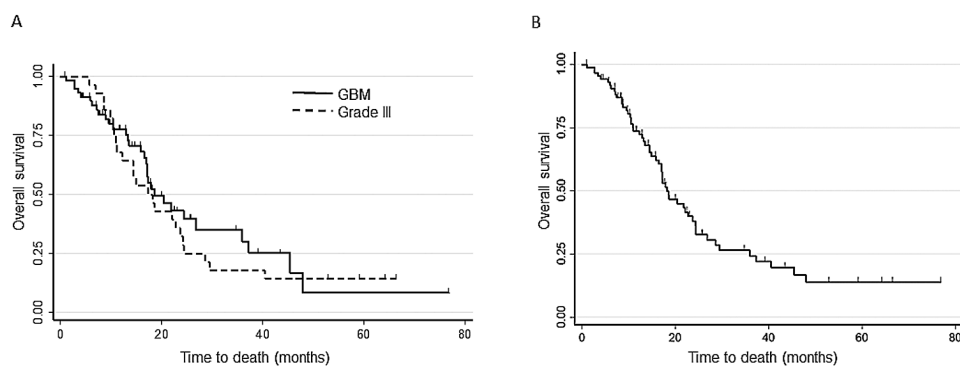 A
Overall survival
1.00
0.75
0.50
0.25
0.00
GBM
Grade III
0 20 40 60 80
Time to death (months)
B
Overall survival
1.00
0.75
0.50
0.25
0.00
0 20 40 60 80
Time to death (months)